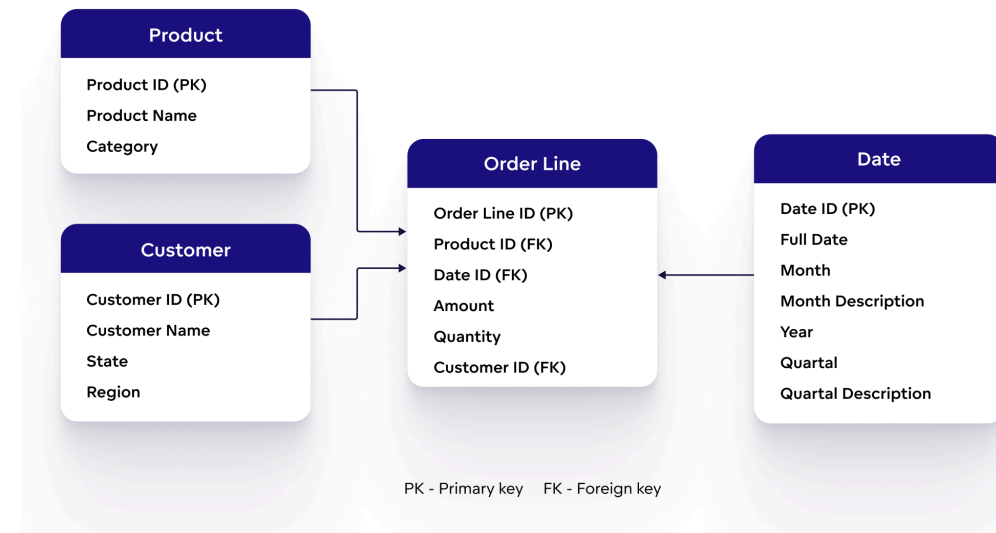 Product
Product ID (PK)
Product Name
Category
Customer
Customer ID (PK)
Customer Name
State
Region
Order Line
Order Line ID (PK)
Product ID (FK)
Date ID (FK)
Amount
Quantity
Customer ID (FK)
Date
Date ID (PK)
Full Date
Month
Month Description
Year
Quartal
Quartal Description
PK - Primary key FK - Foreign key